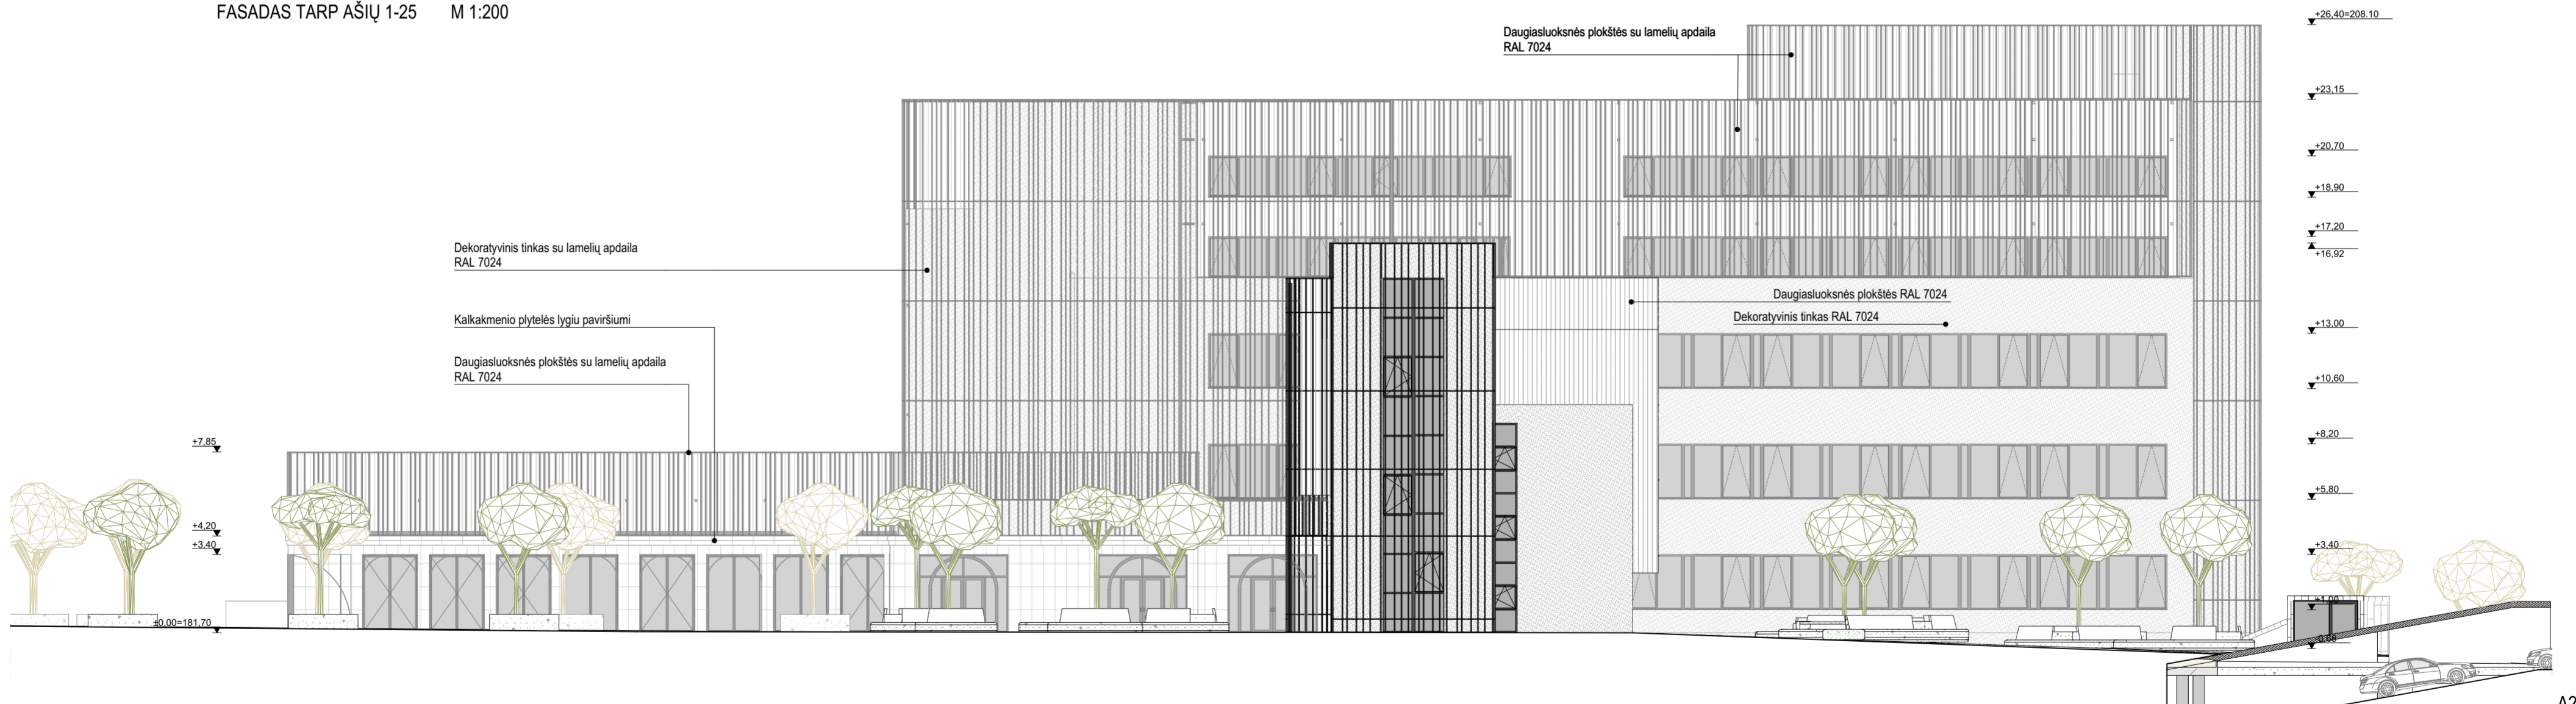 FASADAS TARP AŠIŲ 1-25 M 1:200
Daugiasluoksnės plokštės su lamelių apdaila
RAL 7024
Dekoratyvinis tinkas su lamelių apdaila
RAL 7024
Kalkakmenio plytelės lygiu paviršiumi
Daugiasluoksnės plokštės su lamelių apdaila
RAL 7024
Daugiasluoksnės plokštės RAL 7024
Dekoratyvinis tinkas RAL 7024
+7,85
+4,20
+3,40
±0,00=181,70
+26,40=208.10
+23,15
+20,70
+18,90
+17,20
+16,92
+13,00
+10,60
+8,20
+5,80
+3,40
+1,00
A2